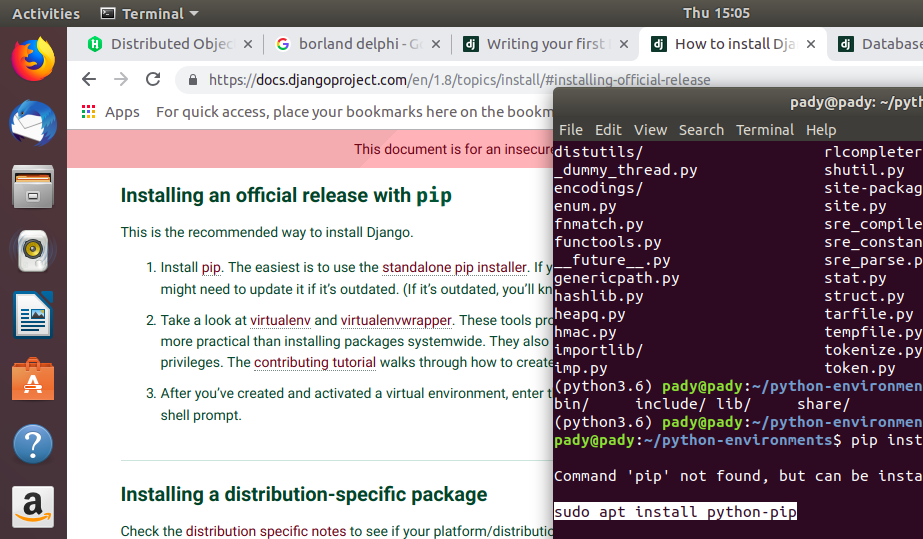 Activities Terminal Thu 15:05
Distributed Objec borland delphi - G Writing your first How to install Dja Database
https://docs.djangoproject.com/en/1.8/topics/install/#installing-official-release
Apps For quick access, place your bookmarks here on the bookm
This document is for an insecure
Installing an official release with pip
This is the recommended way to install Django.
1. Install pip. The easiest is to use the standalone pip installer. If y
might need to update it if it's outdated. (If it's outdated, you'll kn
2. Take a look at virtualenv and virtualenvwrapper. These tools pro
more practical than installing packages systemwide. They also
privileges. The contributing tutorial walks through how to create
3. After you've created and activated a virtual environment, enter t
shell prompt.
Installing a distribution-specific package
Check the distribution specific notes to see if your platform/distributio
pady@pady: ~/pyth
File Edit View Search Terminal Help
distutils/ rlcompleter
_dummy_thread.py shutil.py
encodings/ site-packag
enum.py site.py
fnmatch.py sre_compile
functools.py sre_constan
__future__.py sre_parse.p
genericpath.py stat.py
hashlib.py struct.py
heapq.py tarfile.py
hmac.py tempfile.py
importlib/ tokenize.py
imp.py token.py
(python3.6) pady@pady:~/python-environmen
bin/ include/ lib/ share/
(python3.6) pady@pady:~/python-environmen
pady@pady:~/python-environments$ pip inst
Command 'pip' not found, but can be insta
sudo apt install python-pip